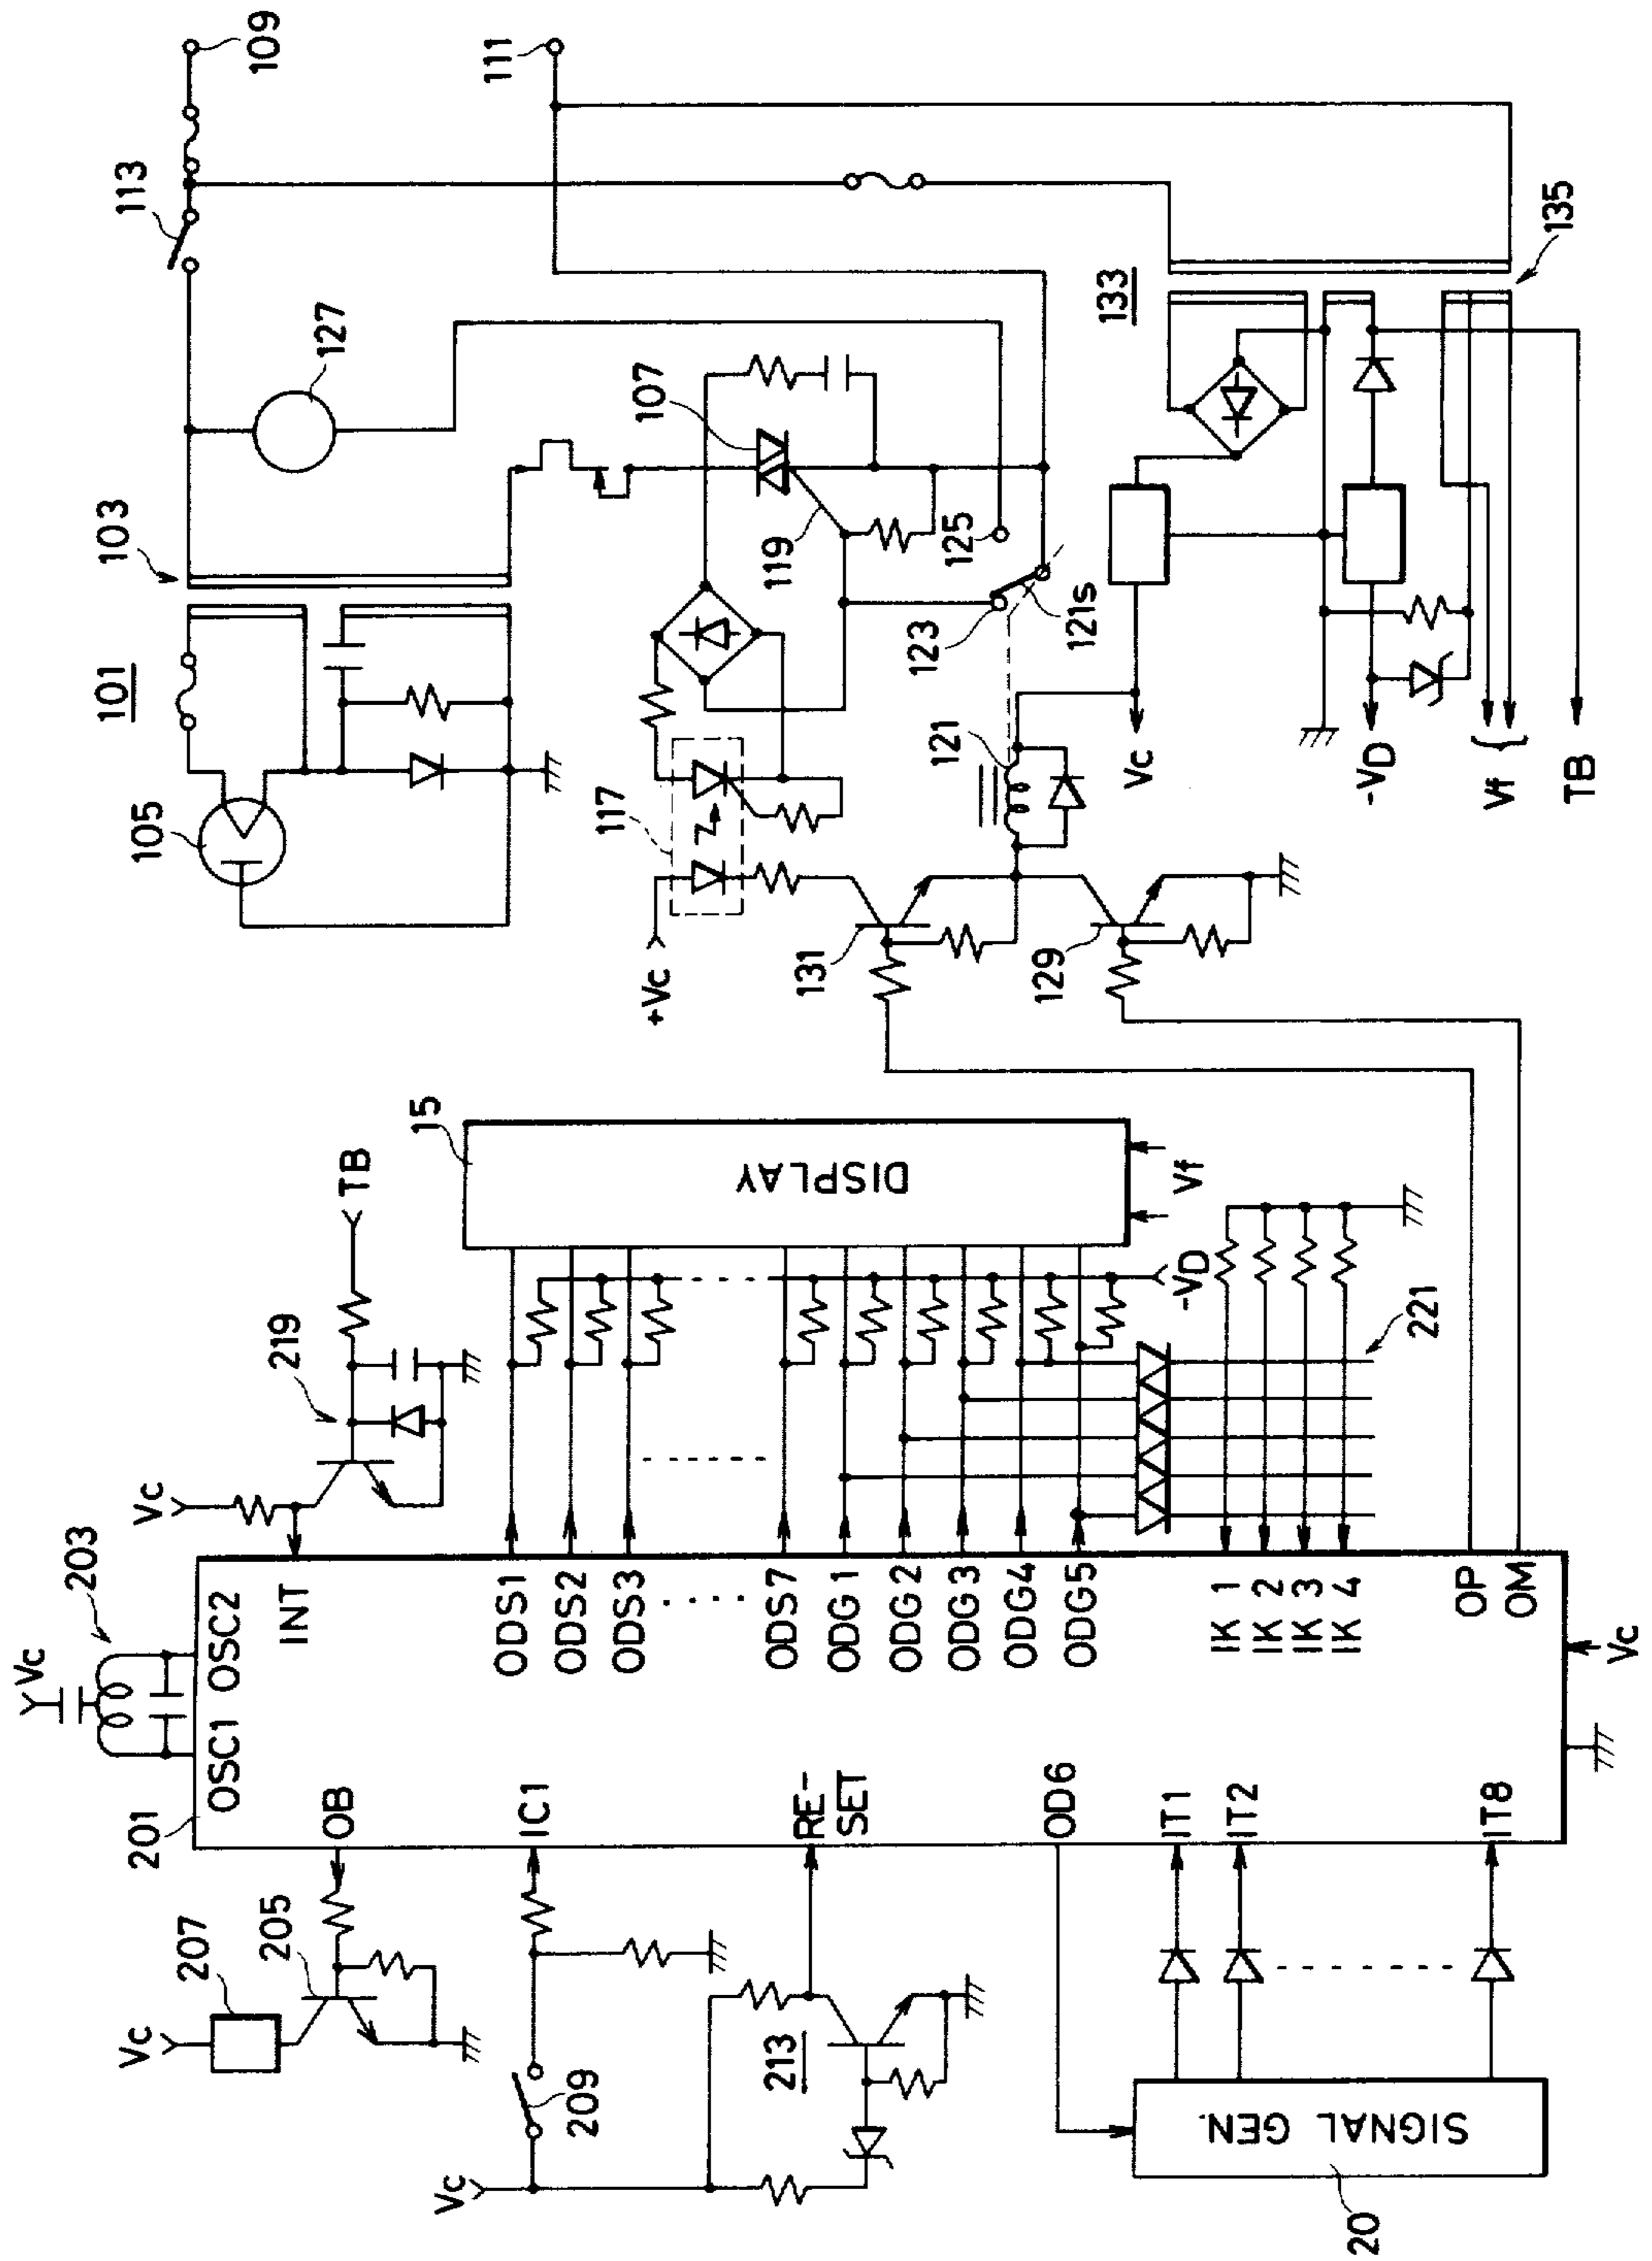 101
103
105
127
113
109
111
107
117
119
+Vc
131
129
121
123
125
121s
133
135
Vc
-VD
Vf {
TB
203
Vc
201
OSC1 OSC2
INT
Vc
219
TB
15
DISPLAY
Vf
-VD
221
ODS1
ODS2
ODS3
ODS7
ODG1
ODG2
ODG3
ODG4
ODG5
IK 1
IK 2
IK 3
IK 4
OP
OM
Vc
OB
IC1
RE-
SET
OD6
IT1
IT2
IT8
Vc
207
205
Vc
209
213
SIGNAL GEN.
20